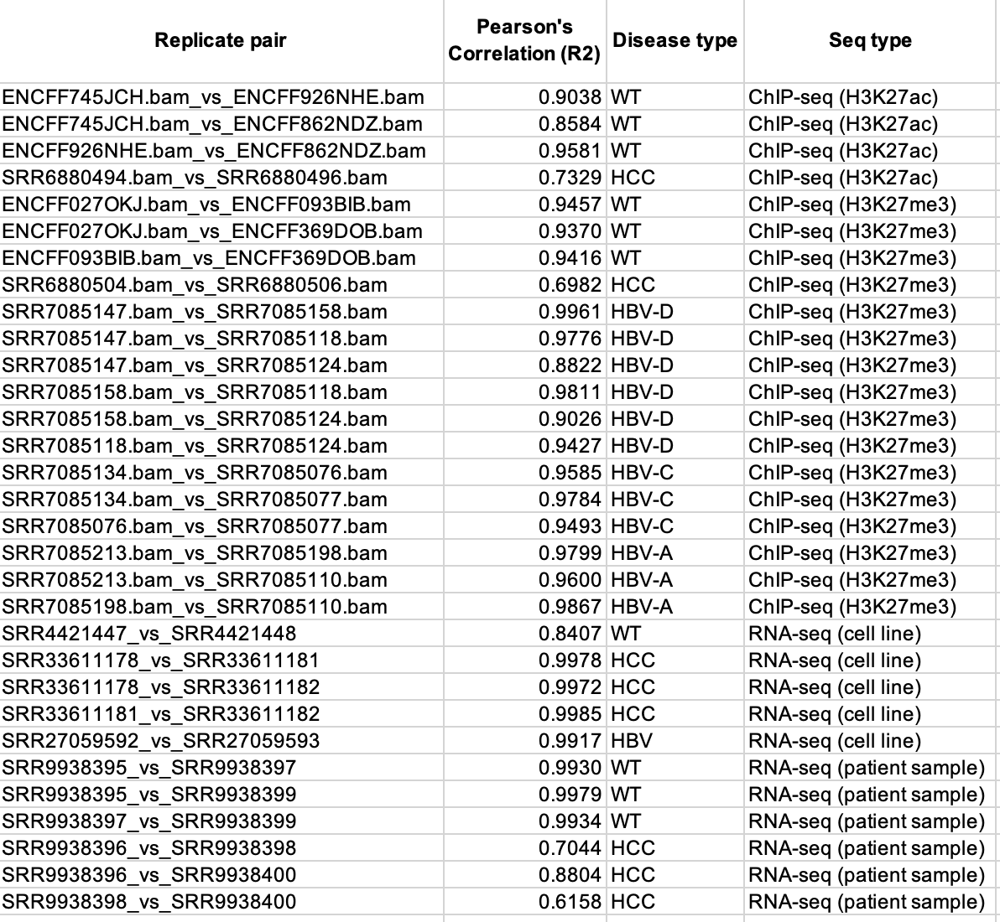 Replicate pair Pearson's Correlation (R2) Disease type Seq type
ENCFF745JCH.bam_vs_ENCFF926NHE.bam 0.9038 WT ChIP-seq (H3K27ac)
ENCFF745JCH.bam_vs_ENCFF862NDZ.bam 0.8584 WT ChIP-seq (H3K27ac)
ENCFF926NHE.bam_vs_ENCFF862NDZ.bam 0.9581 WT ChIP-seq (H3K27ac)
SRR6880494.bam_vs_SRR6880496.bam 0.7329 HCC ChIP-seq (H3K27ac)
ENCFF027OKJ.bam_vs_ENCFF093BIB.bam 0.9457 WT ChIP-seq (H3K27me3)
ENCFF027OKJ.bam_vs_ENCFF369DOB.bam 0.9370 WT ChIP-seq (H3K27me3)
ENCFF093BIB.bam_vs_ENCFF369DOB.bam 0.9416 WT ChIP-seq (H3K27me3)
SRR6880504.bam_vs_SRR6880506.bam 0.6982 HCC ChIP-seq (H3K27me3)
SRR7085147.bam_vs_SRR7085158.bam 0.9961 HBV-D ChIP-seq (H3K27me3)
SRR7085147.bam_vs_SRR7085118.bam 0.9776 HBV-D ChIP-seq (H3K27me3)
SRR7085147.bam_vs_SRR7085124.bam 0.8822 HBV-D ChIP-seq (H3K27me3)
SRR7085158.bam_vs_SRR7085118.bam 0.9811 HBV-D ChIP-seq (H3K27me3)
SRR7085158.bam_vs_SRR7085124.bam 0.9026 HBV-D ChIP-seq (H3K27me3)
SRR7085118.bam_vs_SRR7085124.bam 0.9427 HBV-D ChIP-seq (H3K27me3)
SRR7085134.bam_vs_SRR7085076.bam 0.9585 HBV-C ChIP-seq (H3K27me3)
SRR7085134.bam_vs_SRR7085077.bam 0.9784 HBV-C ChIP-seq (H3K27me3)
SRR7085076.bam_vs_SRR7085077.bam 0.9493 HBV-C ChIP-seq (H3K27me3)
SRR7085213.bam_vs_SRR7085198.bam 0.9799 HBV-A ChIP-seq (H3K27me3)
SRR7085213.bam_vs_SRR7085110.bam 0.9600 HBV-A ChIP-seq (H3K27me3)
SRR7085198.bam_vs_SRR7085110.bam 0.9867 HBV-A ChIP-seq (H3K27me3)
SRR4421447_vs_SRR4421448 0.8407 WT RNA-seq (cell line)
SRR33611178_vs_SRR33611181 0.9978 HCC RNA-seq (cell line)
SRR33611178_vs_SRR33611182 0.9972 HCC RNA-seq (cell line)
SRR33611181_vs_SRR33611182 0.9985 HCC RNA-seq (cell line)
SRR27059592_vs_SRR27059593 0.9917 HBV RNA-seq (cell line)
SRR9938395_vs_SRR9938397 0.9930 WT RNA-seq (patient sample)
SRR9938395_vs_SRR9938399 0.9979 WT RNA-seq (patient sample)
SRR9938397_vs_SRR9938399 0.9934 WT RNA-seq (patient sample)
SRR9938396_vs_SRR9938398 0.7044 HCC RNA-seq (patient sample)
SRR9938396_vs_SRR9938400 0.8804 HCC RNA-seq (patient sample)
SRR9938398_vs_SRR9938400 0.6158 HCC RNA-seq (patient sample)